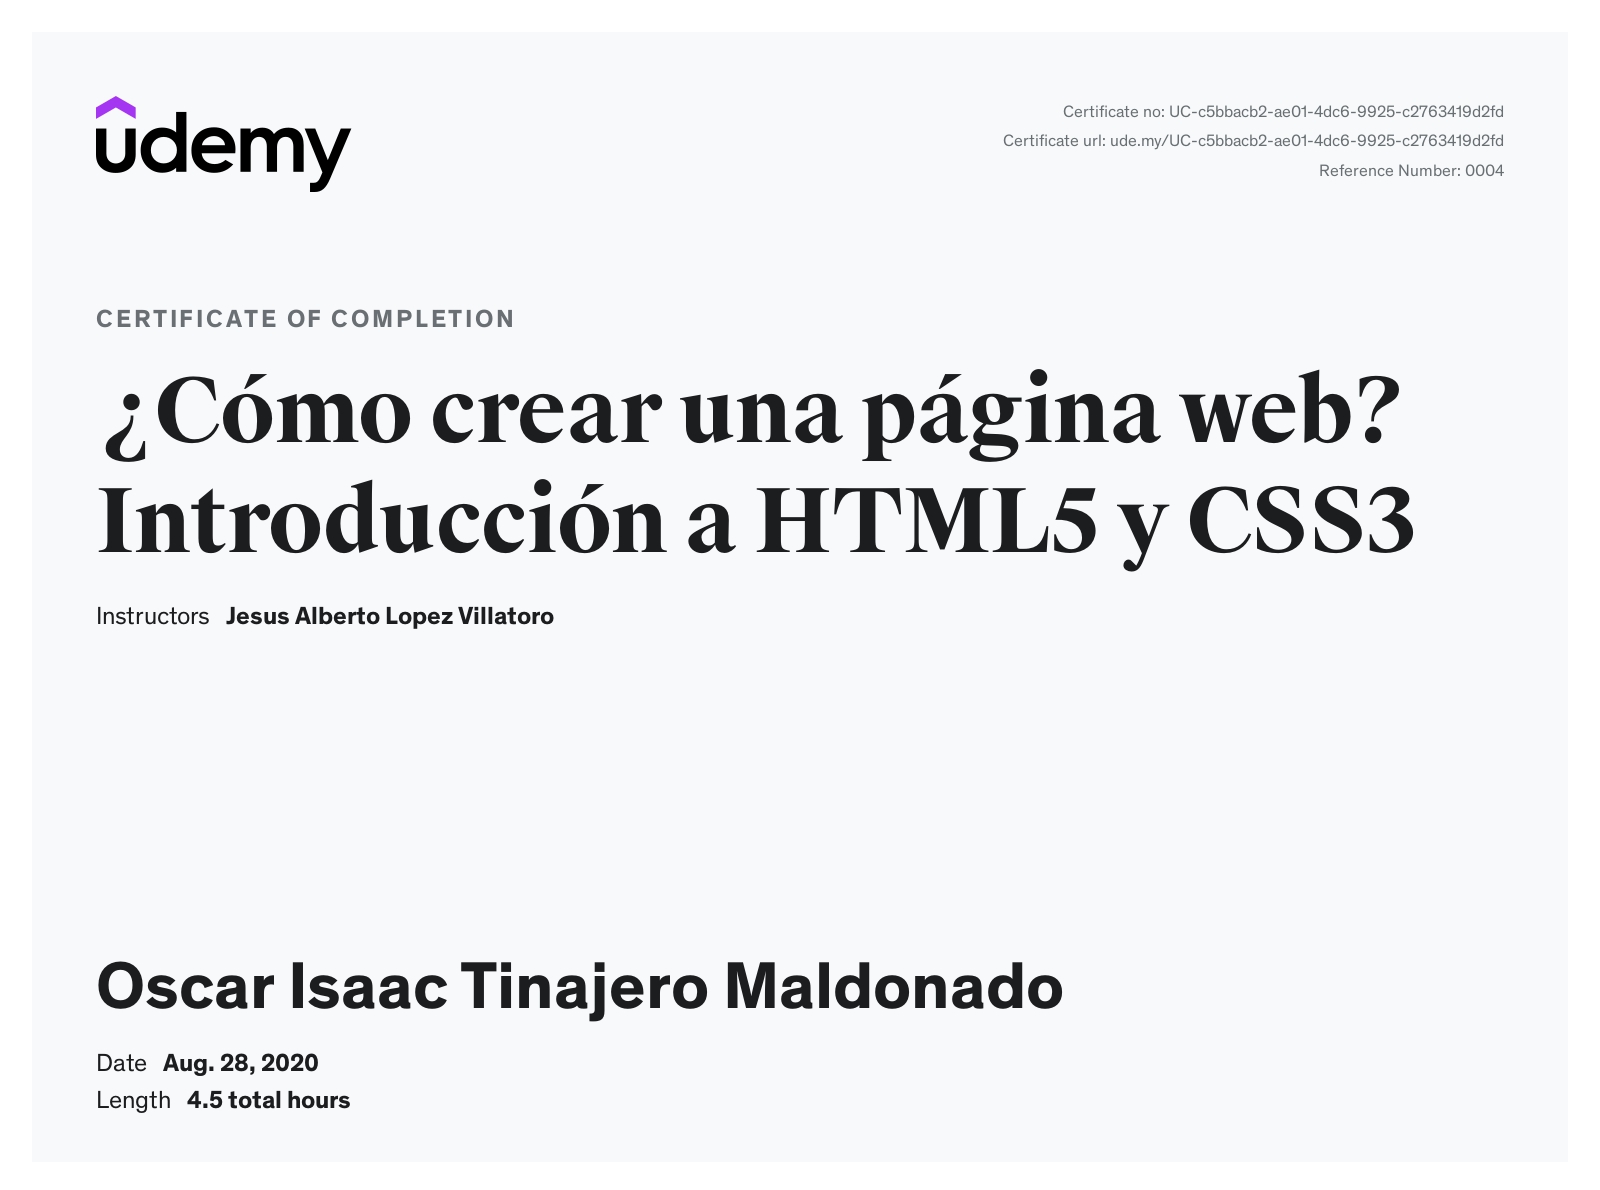 udemy
Certificate no: UC-c5bbacb2-ae01-4dc6-9925-c2763419d2fd
Certificate url: ude.my/UC-c5bbacb2-ae01-4dc6-9925-c2763419d2fd
Reference Number: 0004
CERTIFICATE OF COMPLETION
¿Cómo crear una página web?
Introducción a HTML5 y CSS3
Instructors Jesus Alberto Lopez Villatoro
Oscar Isaac Tinajero Maldonado
Date Aug. 28, 2020
Length 4.5 total hours